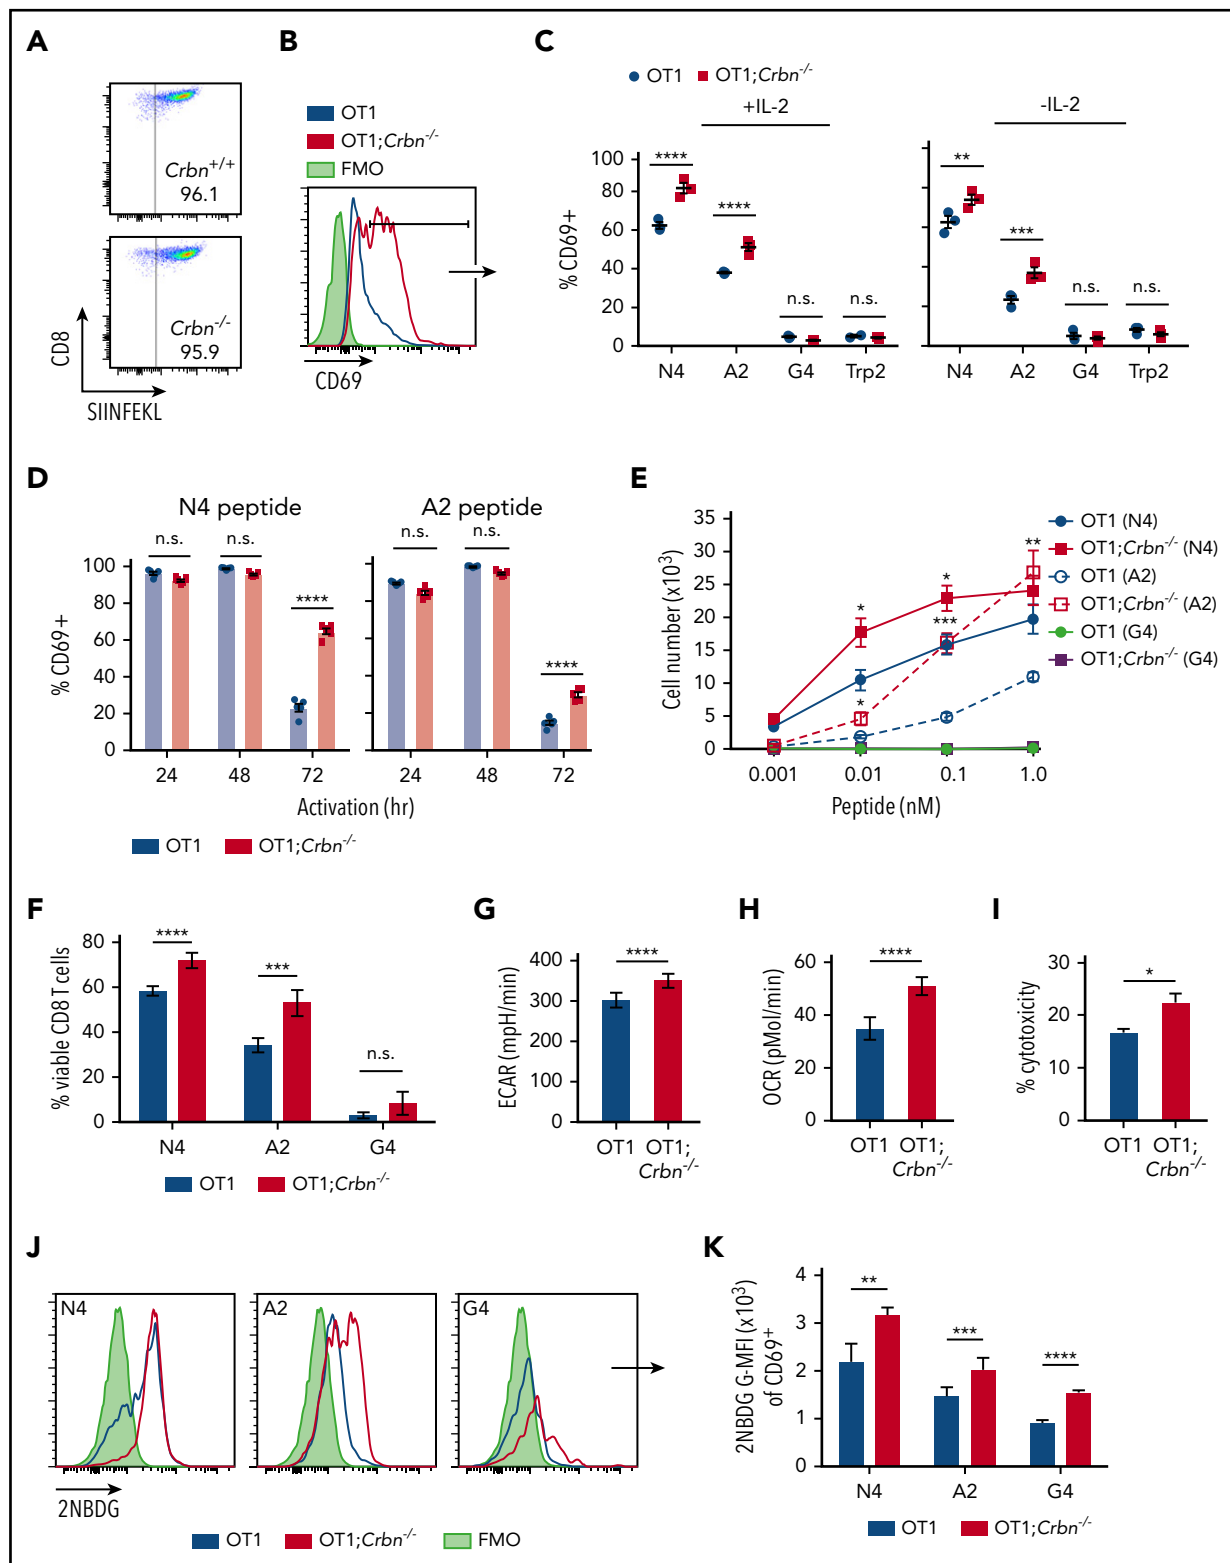 A
Crbn+/+
96.1
Crbn-/-
95.9
CD8
SIINFEKL
B
OT1
OT1;Crbn-/-
FMO
CD69
C
OT1 OT1;Crbn-/-
+IL-2
-IL-2
% CD69+
100
80
60
40
20
0
**** **** n.s. n.s.
** *** n.s. n.s.
N4 A2 G4 Trp2
N4 A2 G4 Trp2
D
N4 peptide
A2 peptide
n.s. n.s. ****
n.s. n.s. ****
% CD69+
100
80
60
40
20
0
24 48 72
24 48 72
Activation (hr)
OT1 OT1;Crbn-/-
E
Cell number (x10³)
35
30
25
20
15
10
5
0
* * **
* ***
0.001 0.01 0.1 1.0
Peptide (nM)
OT1 (N4)
OT1;Crbn-/- (N4)
OT1 (A2)
OT1;Crbn-/- (A2)
OT1 (G4)
OT1;Crbn-/- (G4)
F
% viable CD8 T cells
80
60
40
20
0
**** *** n.s.
N4 A2 G4
OT1 OT1;Crbn-/-
G
ECAR (mpH/min)
400
300
200
100
0
****
OT1 OT1;
Crbn-/-
H
OCR (pMol/min)
60
40
20
0
****
OT1 OT1;
Crbn-/-
I
% cytotoxicity
30
20
10
0
*
OT1 OT1;
Crbn-/-
J
N4
A2
G4
2NBDG
OT1 OT1;Crbn-/- FMO
K
2NBDG G-MFI (x10³)
of CD69+
4
3
2
1
0
** *** ****
N4 A2 G4
OT1 OT1;Crbn-/-